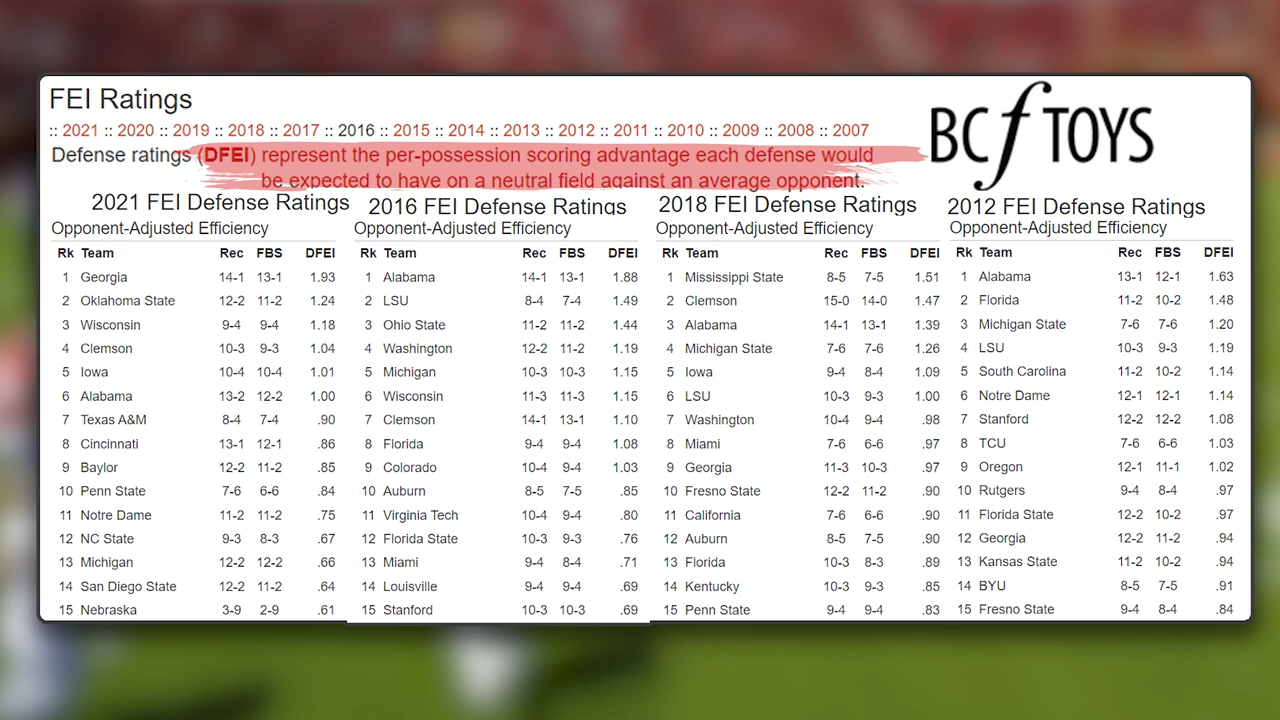 FEI Ratings
BCf TOYS
:: 2021 :: 2020 :: 2019 :: 2018 :: 2017 :: 2016 :: 2015 :: 2014 :: 2013 :: 2012 :: 2011 :: 2010 :: 2009 :: 2008 :: 2007
Defense ratings (DFEI) represent the per-possession scoring advantage each defense would
be expected to have on a neutral field against an average opponent.
2021 FEI Defense Ratings
Opponent-Adjusted Efficiency
Rk Team Rec FBS DFEI
1 Georgia 14-1 13-1 1.93
2 Oklahoma State 12-2 11-2 1.24
3 Wisconsin 9-4 9-4 1.18
4 Clemson 10-3 9-3 1.04
5 Iowa 10-4 10-4 1.01
6 Alabama 13-2 12-2 1.00
7 Texas A&M 8-4 7-4 .90
8 Cincinnati 13-1 12-1 .86
9 Baylor 12-2 11-2 .85
10 Penn State 7-6 6-6 .84
11 Notre Dame 11-2 11-2 .75
12 NC State 9-3 8-3 .67
13 Michigan 12-2 12-2 .66
14 San Diego State 12-2 11-2 .64
15 Nebraska 3-9 2-9 .61
2016 FEI Defense Ratings
Opponent-Adjusted Efficiency
Rk Team Rec FBS DFEI
1 Alabama 14-1 13-1 1.88
2 LSU 8-4 7-4 1.49
3 Ohio State 11-2 11-2 1.44
4 Washington 12-2 11-2 1.19
5 Michigan 10-3 10-3 1.15
6 Wisconsin 11-3 11-3 1.15
7 Clemson 14-1 13-1 1.10
8 Florida 9-4 9-4 1.08
9 Colorado 10-4 9-4 1.03
10 Auburn 8-5 7-5 .85
11 Virginia Tech 10-4 9-4 .80
12 Florida State 10-3 9-3 .76
13 Miami 9-4 8-4 .71
14 Louisville 9-4 9-4 .69
15 Stanford 10-3 10-3 .69
2018 FEI Defense Ratings
Opponent-Adjusted Efficiency
Rk Team Rec FBS DFEI
1 Mississippi State 8-5 7-5 1.51
2 Clemson 15-0 14-0 1.47
3 Alabama 14-1 13-1 1.39
4 Michigan State 7-6 7-6 1.26
5 Iowa 9-4 8-4 1.09
6 LSU 10-3 9-3 1.00
7 Washington 10-4 9-4 .98
8 Miami 7-6 6-6 .97
9 Georgia 11-3 10-3 .97
10 Fresno State 12-2 11-2 .90
11 California 7-6 6-6 .90
12 Auburn 8-5 7-5 .90
13 Florida 10-3 8-3 .89
14 Kentucky 10-3 9-3 .85
15 Penn State 9-4 9-4 .83
2012 FEI Defense Ratings
Opponent-Adjusted Efficiency
Rk Team Rec FBS DFEI
1 Alabama 13-1 12-1 1.63
2 Florida 11-2 10-2 1.48
3 Michigan State 7-6 7-6 1.20
4 LSU 10-3 9-3 1.19
5 South Carolina 11-2 10-2 1.14
6 Notre Dame 12-1 12-1 1.14
7 Stanford 12-2 12-2 1.08
8 TCU 7-6 6-6 1.03
9 Oregon 12-1 11-1 1.02
10 Rutgers 9-4 8-4 .97
11 Florida State 12-2 10-2 .97
12 Georgia 12-2 11-2 .94
13 Kansas State 11-2 10-2 .94
14 BYU 8-5 7-5 .91
15 Fresno State 9-4 8-4 .84